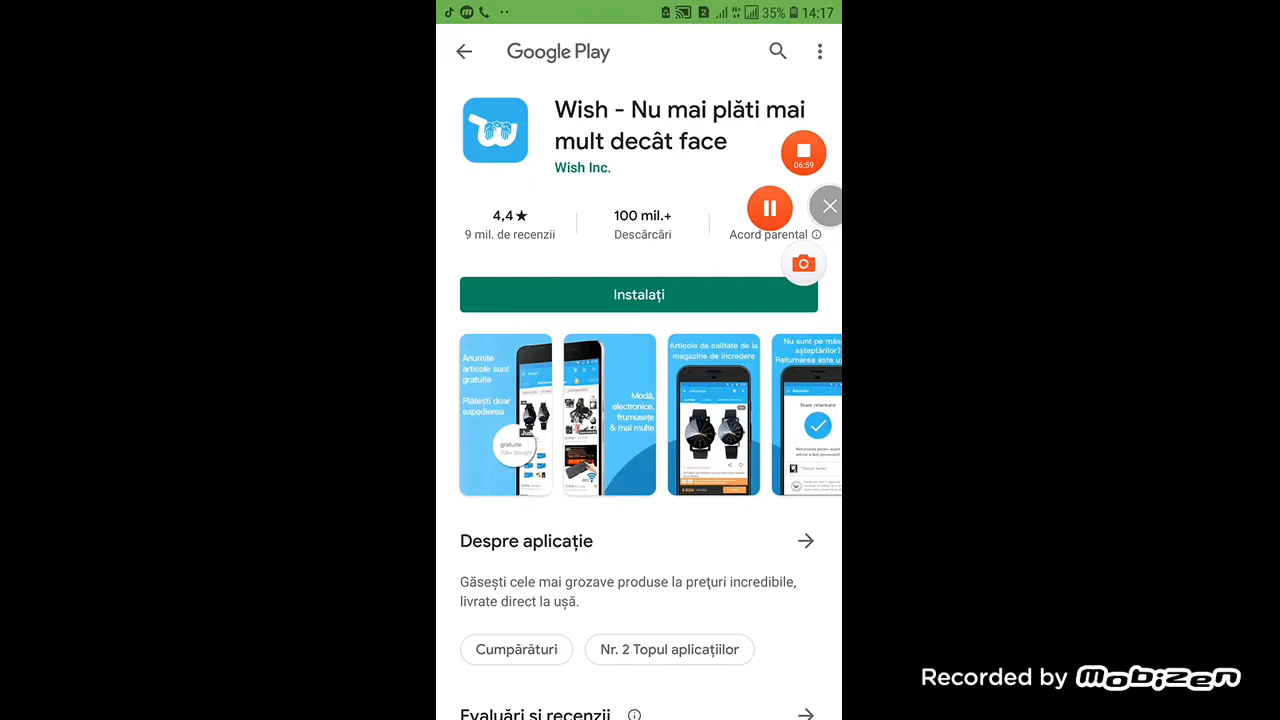 35% 14:17
Google Play
Wish - Nu mai plăti mai
mult decât face
Wish Inc.
06:59
4,4★
9 mil. de recenzii
100 mil.+
Descărcări
Acord parental
Instalați
Anumite
articole sunt
gratuite
Plătești doar
expedierea
gratuite
Modă,
electronice,
frumusețe
& mai multe
Articole de calitate de la
magazine de incredere
Nu sunt pe măs
așteptărilor?
Returnarea este u
Despre aplicație
Găsești cele mai grozave produse la prețuri incredibile,
livrate direct la ușă.
Cumpărături
Nr. 2 Topul aplicațiilor
Evaluări și recenzii
Recorded by Mobizen